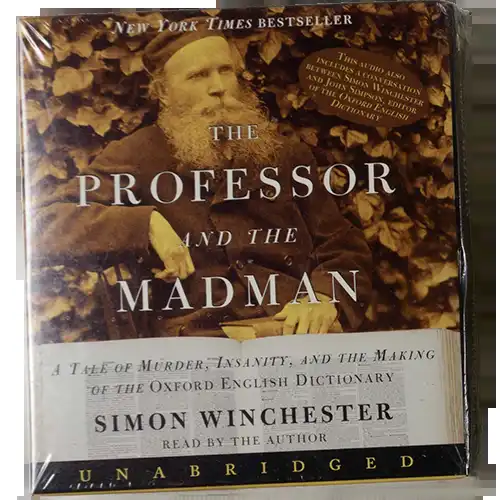 NEW YORK TIMES BESTSELLER
THIS AUDIO ALSO
INCLUDES A CONVERSATION
BETWEEN SIMON WINCHESTER
AND JOHN SIMPSON, EDITOR
OF THE OXFORD ENGLISH
DICTIONARY
THE
PROFESSOR
AND THE
MADMAN
A TALE OF MURDER, INSANITY, AND THE MAKING
OF THE OXFORD ENGLISH DICTIONARY
SIMON WINCHESTER
READ BY THE AUTHOR
UNABRIDGED